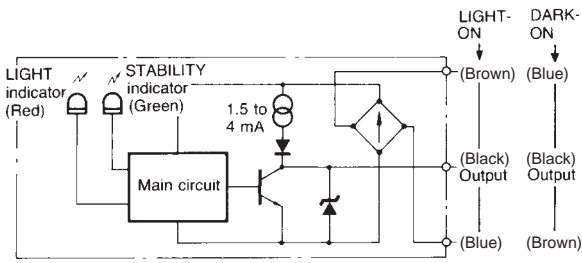 LIGHT-
ON
DARK-
ON
LIGHT
indicator
(Red)
STABILITY
indicator
(Green)
1.5 to
4 mA
Main circuit
(Brown)
(Blue)
(Black)
Output
(Black)
Output
(Blue)
(Brown)